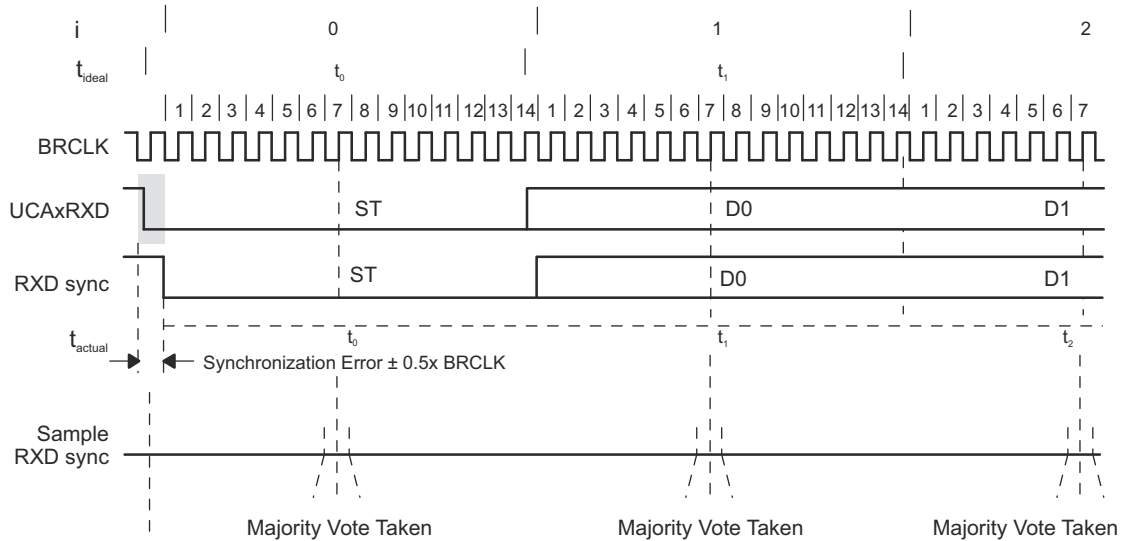 i 0 1 2
t ideal t0 t1
1 2 3 4 5 6 7 8 9 10 11 12 13 14 1 2 3 4 5 6 7 8 9 10 11 12 13 14 1 2 3 4 5 6 7
BRCLK
UCAxRXD ST D0 D1
RXD sync ST D0 D1
t actual t0 t1 t2
Synchronization Error ± 0.5x BRCLK
Sample
RXD sync
Majority Vote Taken Majority Vote Taken Majority Vote Taken